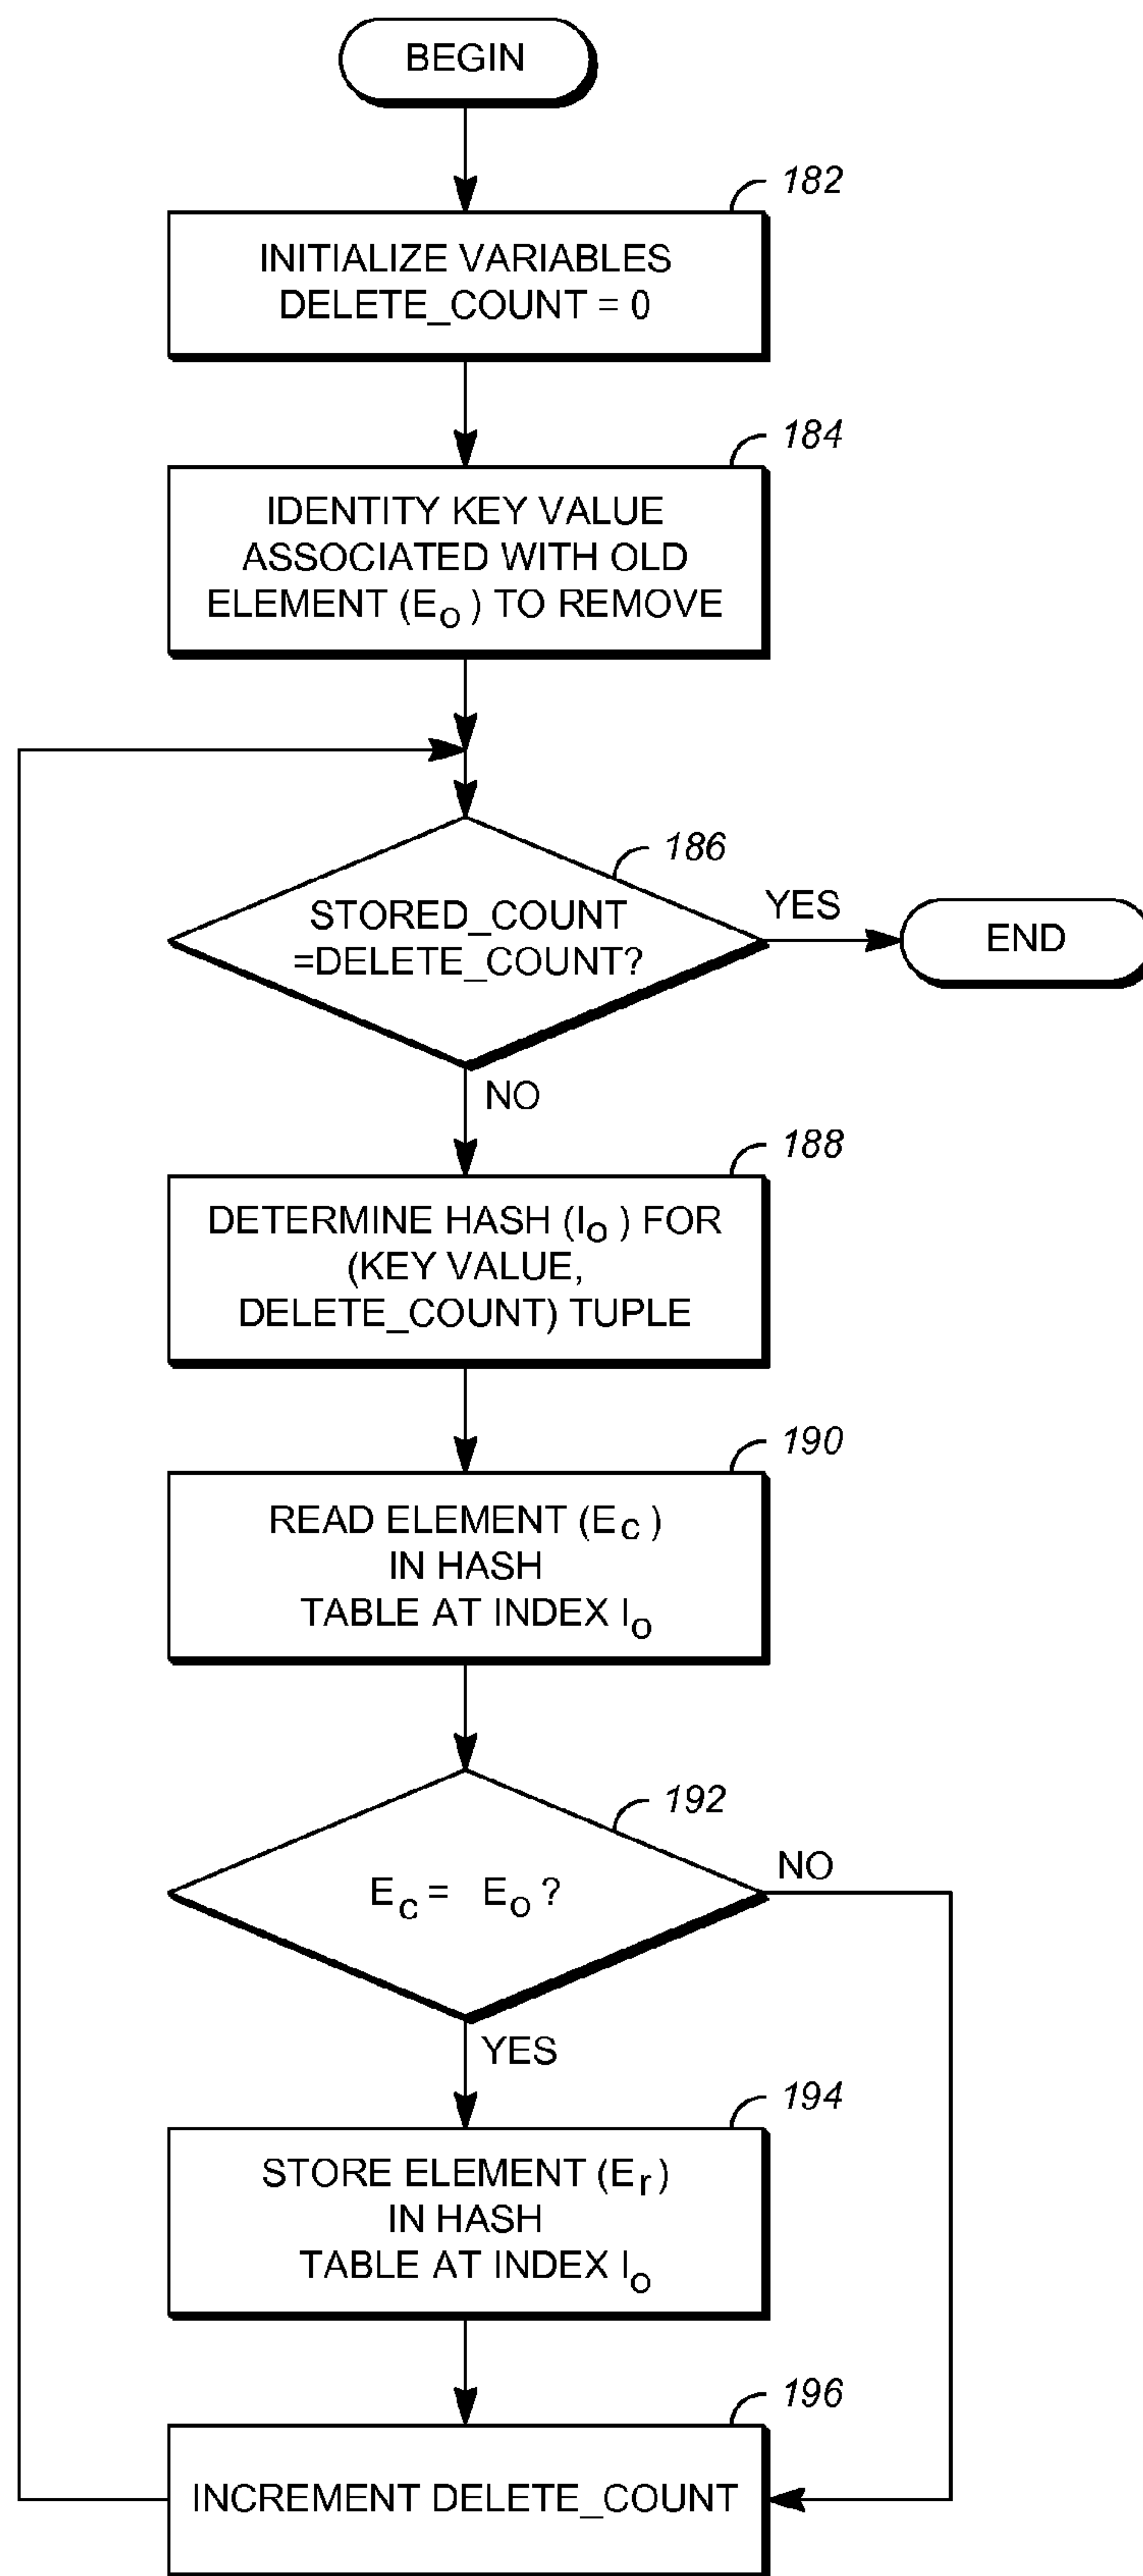 BEGIN
182
INITIALIZE VARIABLES
DELETE_COUNT = 0
184
IDENTITY KEY VALUE
ASSOCIATED WITH OLD
ELEMENT (Eo) TO REMOVE
186
STORED_COUNT
=DELETE_COUNT?
YES
END
NO
188
DETERMINE HASH (Io) FOR
(KEY VALUE,
DELETE_COUNT) TUPLE
190
READ ELEMENT (Ec)
IN HASH
TABLE AT INDEX Io
192
Ec = Eo ?
NO
YES
194
STORE ELEMENT (Er)
IN HASH
TABLE AT INDEX Io
196
INCREMENT DELETE_COUNT